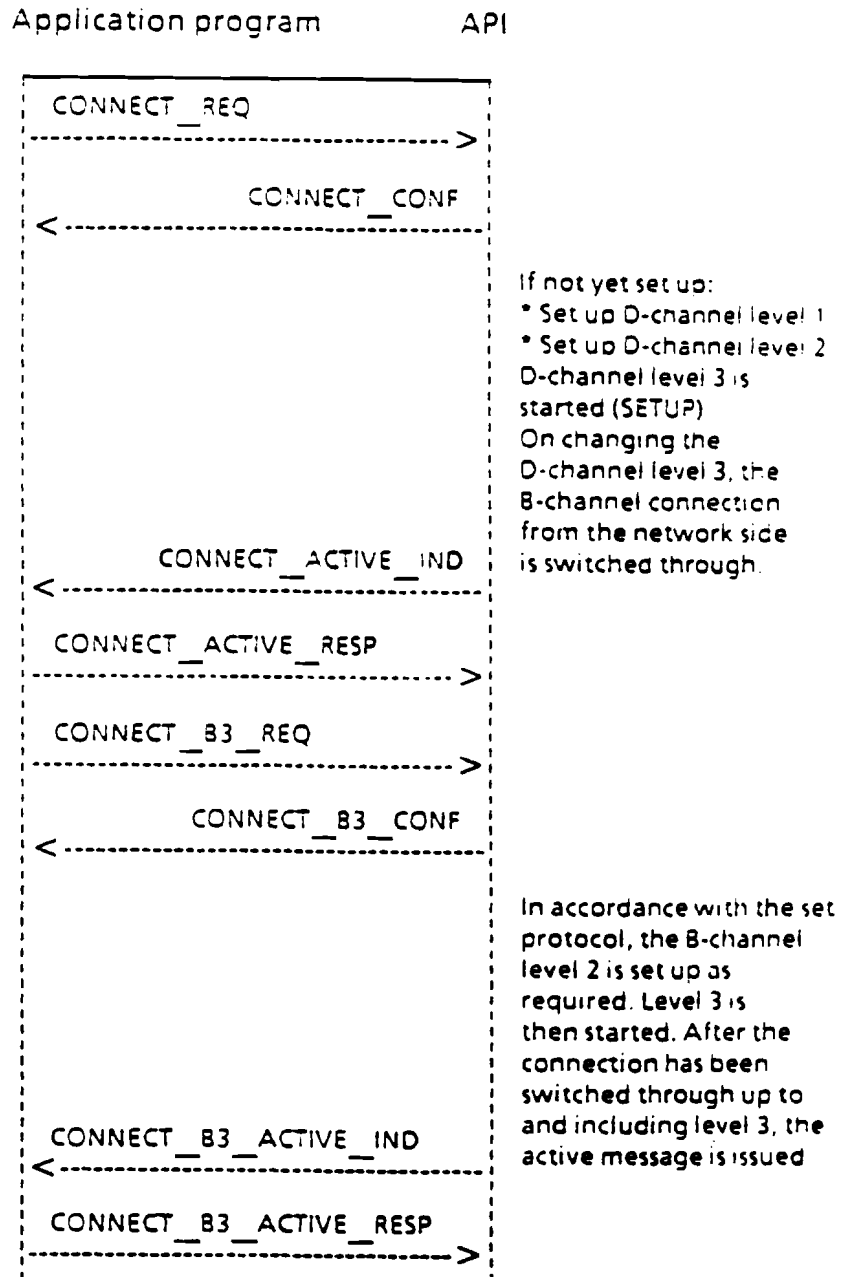 Application program API
CONNECT_REQ
>
CONNECT_CONF
<
If not yet set up:
* Set up D-channel level 1
* Set up D-channel level 2
D-channel level 3 is
started (SETUP)
On changing the
D-channel level 3, the
B-channel connection
from the network side
is switched through.
CONNECT_ACTIVE_IND
<
CONNECT_ACTIVE_RESP
>
CONNECT_B3_REQ
>
CONNECT_B3_CONF
<
In accordance with the set
protocol, the B-channel
level 2 is set up as
required. Level 3 is
then started. After the
connection has been
switched through up to
and including level 3, the
active message is issued
CONNECT_B3_ACTIVE_IND
<
CONNECT_B3_ACTIVE_RESP
>